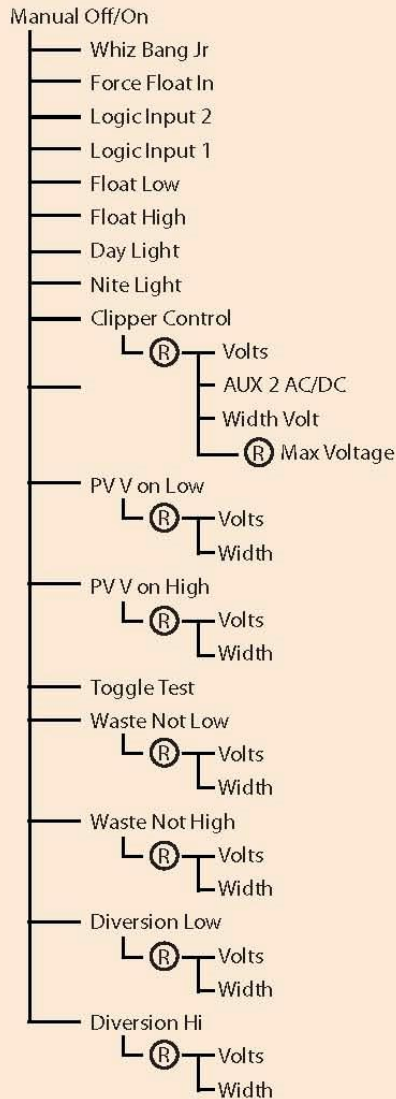 Manual Off/On
Whiz Bang Jr
Force Float In
Logic Input 2
Logic Input 1
Float Low
Float High
Day Light
Nite Light
Clipper Control
R Volts
AUX 2 AC/DC
Width Volt
R Max Voltage
PV V on Low
R Volts
Width
PV V on High
R Volts
Width
Toggle Test
Waste Not Low
R Volts
Width
Waste Not High
R Volts
Width
Diversion Low
R Volts
Width
Diversion Hi
R Volts
Width